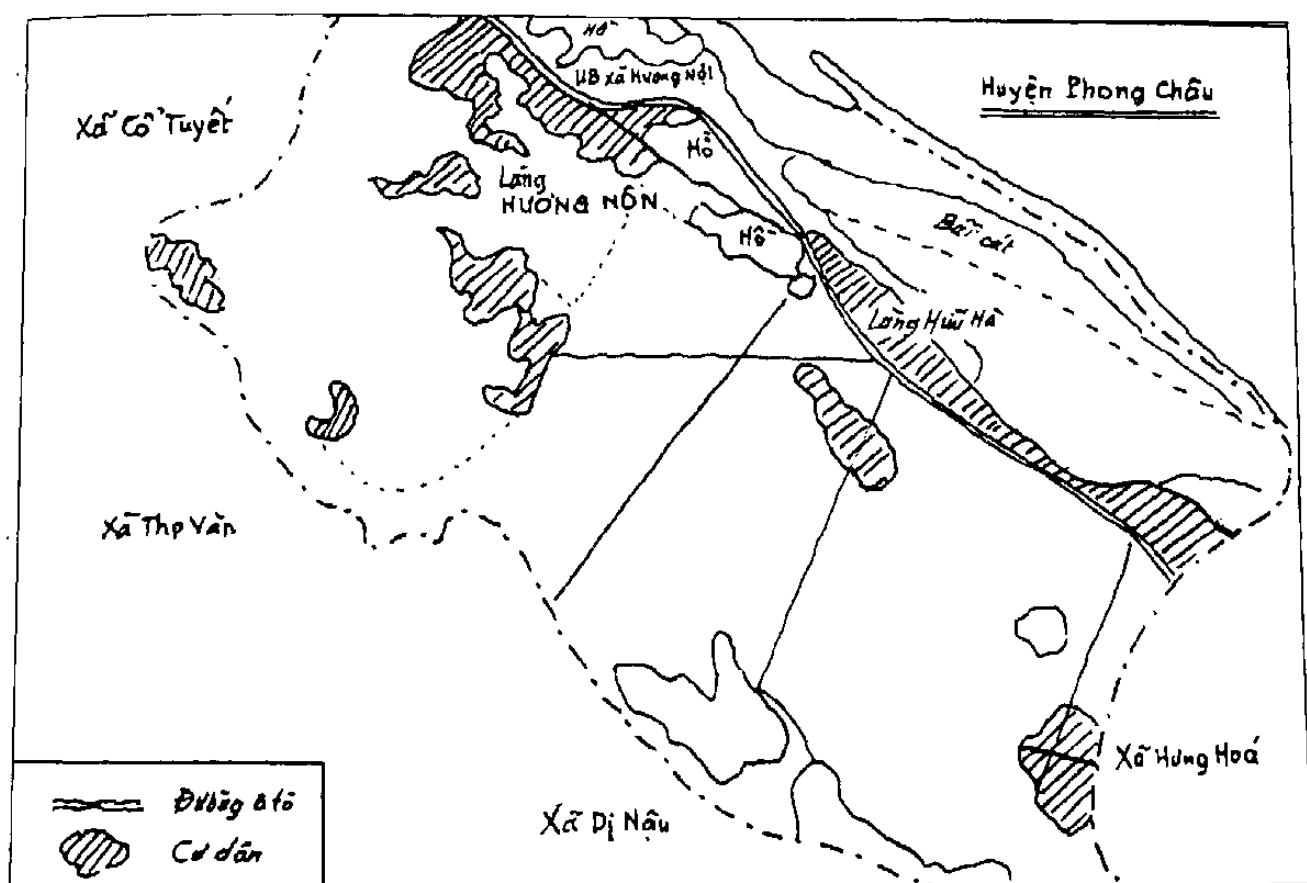 Hồ
UB xã Hương Nộn
Huyện Phong Châu
Xã Cổ Tuyết
Hồ
Làng
HƯƠNG NỘN
Hồ
Bãi cát
Làng Hữu Hà
Xã Thọ Văn
Xã Hưng Hoá
Xã Dị Nậu
Đường ô tô
Cư dân